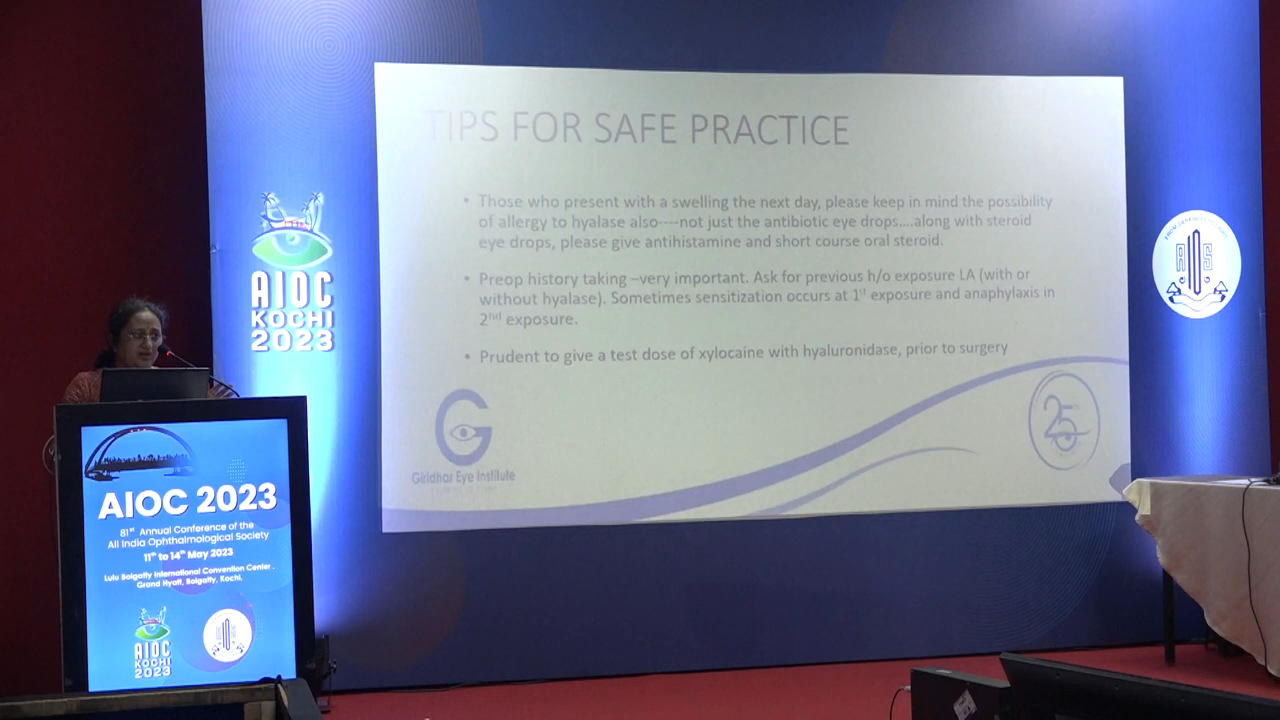 TIPS FOR SAFE PRACTICE
• Those who present with a swelling the next day, please keep in mind the possibility
of allergy to hyalase also----not just the antibiotic eye drops....along with steroid
eye drops, please give antihistamine and short course oral steroid.
• Preop history taking –very important. Ask for previous h/o exposure LA (with or
without hyalase). Sometimes sensitization occurs at 1st exposure and anaphylaxis in
2nd exposure.
• Prudent to give a test dose of xylocaine with hyaluronidase, prior to surgery
Giridhar Eye Institute
25
AIOC
KOCHI
2023
AIOS
AIOC 2023
81st Annual Conference of the
All India Ophthalmological Society
11th to 14th May 2023
Lulu Bolgatty International Convention Center .
Grand Hyatt, Bolgatty, Kochi.
AIOC
KOCHI
2023